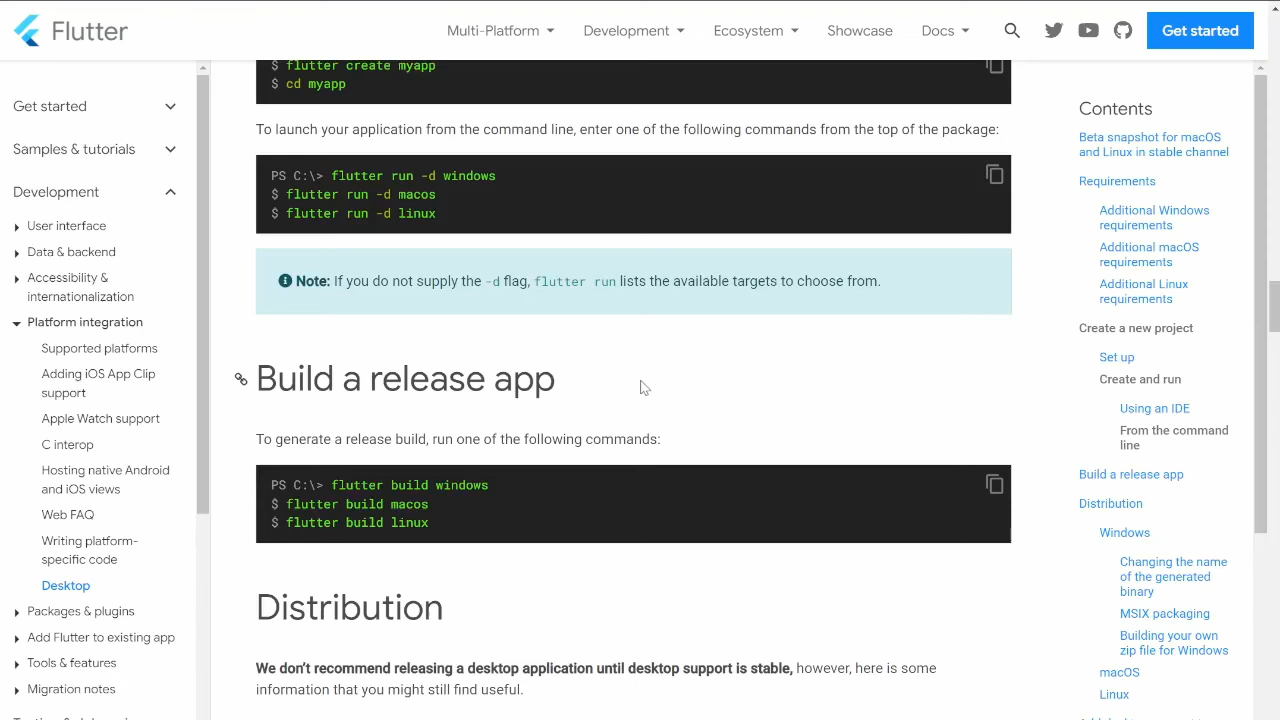 Flutter
Multi-Platform
Development
Ecosystem
Showcase
Docs
Get started
Get started
Samples & tutorials
Development
User interface
Data & backend
Accessibility &
internationalization
Platform integration
Supported platforms
Adding iOS App Clip
support
Apple Watch support
C interop
Hosting native Android
and iOS views
Web FAQ
Writing platform-
specific code
Desktop
Packages & plugins
Add Flutter to existing app
Tools & features
Migration notes
$ flutter create myapp
$ cd myapp
To launch your application from the command line, enter one of the following commands from the top of the package:
PS C:\> flutter run -d windows
$ flutter run -d macos
$ flutter run -d linux
Note: If you do not supply the -d flag, flutter run lists the available targets to choose from.
Build a release app
To generate a release build, run one of the following commands:
PS C:\> flutter build windows
$ flutter build macos
$ flutter build linux
Distribution
We don’t recommend releasing a desktop application until desktop support is stable, however, here is some
information that you might still find useful.
Contents
Beta snapshot for macOS
and Linux in stable channel
Requirements
Additional Windows
requirements
Additional macOS
requirements
Additional Linux
requirements
Create a new project
Set up
Create and run
Using an IDE
From the command
line
Build a release app
Distribution
Windows
Changing the name
of the generated
binary
MSIX packaging
Building your own
zip file for Windows
macOS
Linux